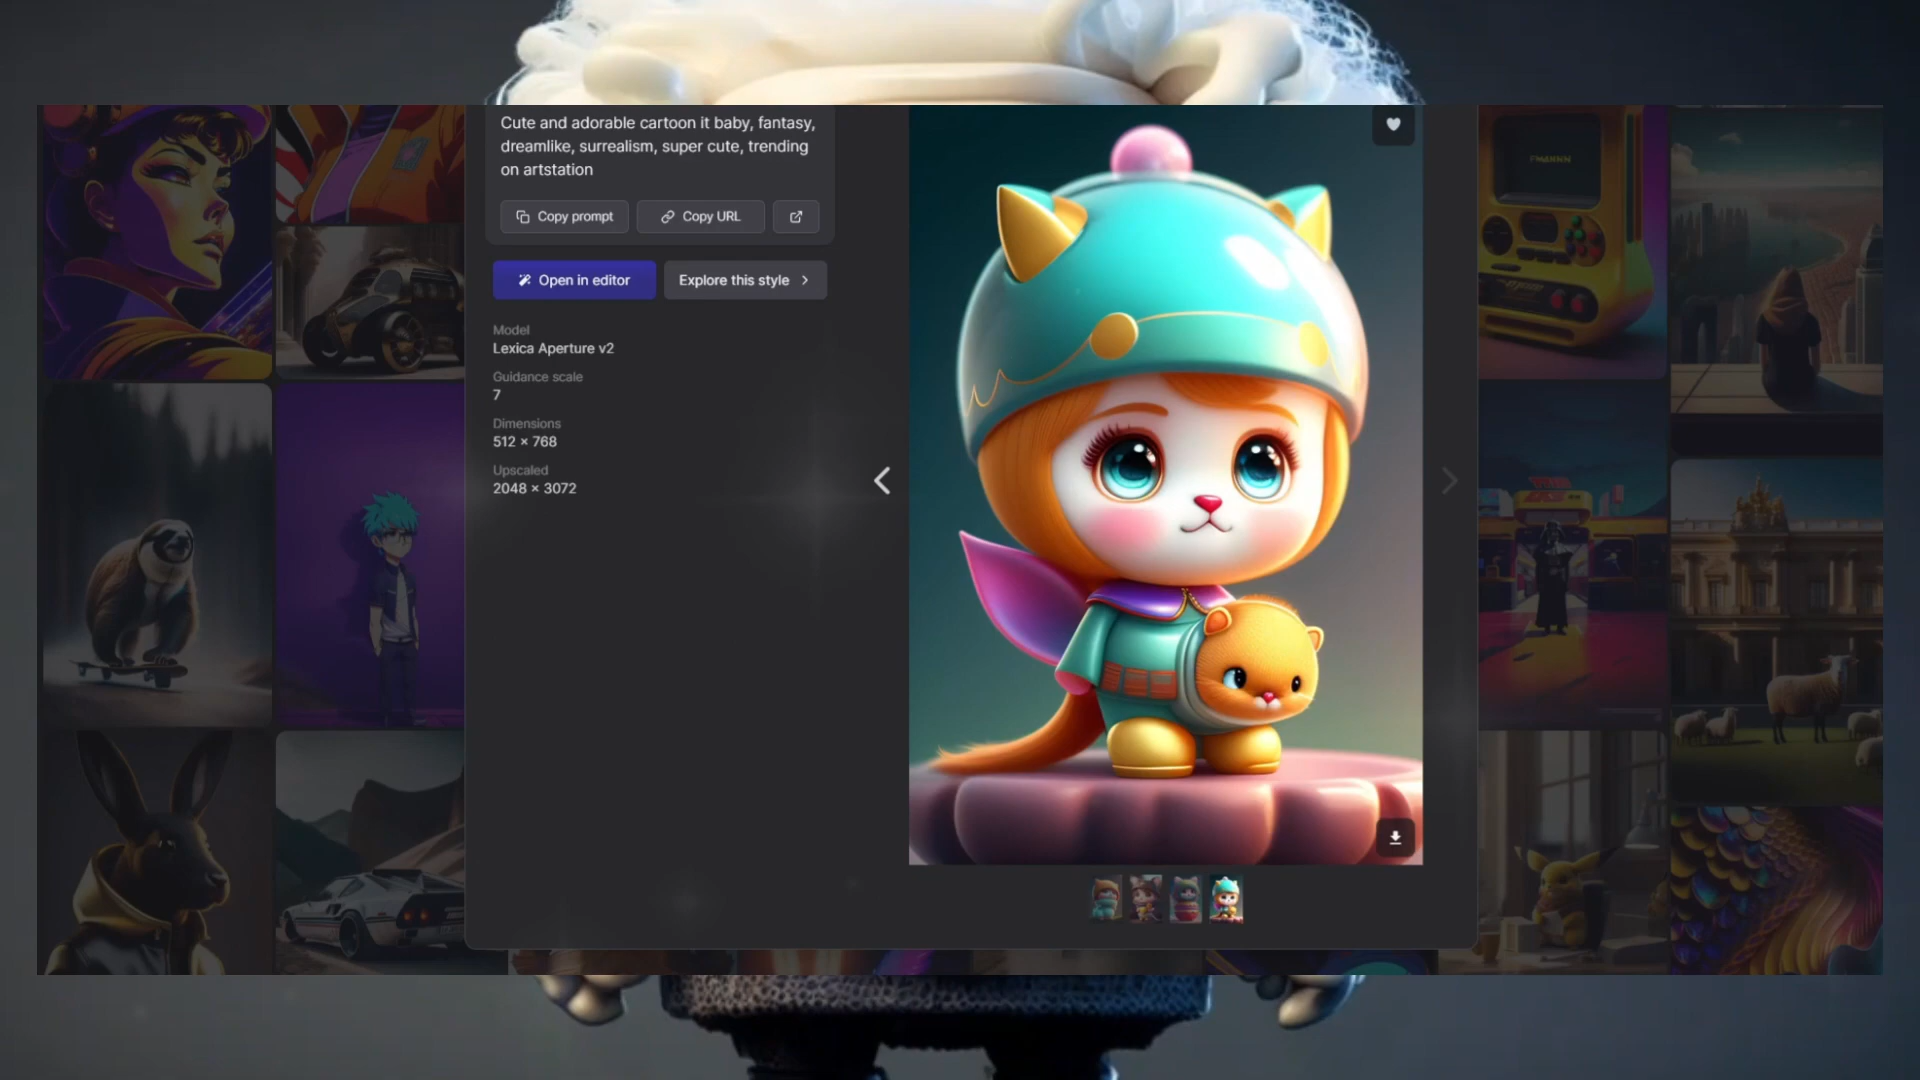 Cute and adorable cartoon it baby, fantasy,
dreamlike, surrealism, super cute, trending
on artstation
Copy prompt
Copy URL
Open in editor
Explore this style
Model
Lexica Aperture v2
Guidance scale
7
Dimensions
512 × 768
Upscaled
2048 × 3072